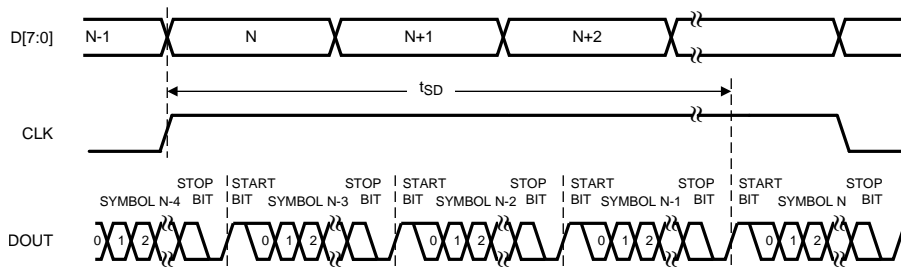 D[7:0] N-1 N N+1 N+2
tSD
CLK
STOP START STOP START STOP START STOP START STOP
BIT BIT BIT BIT BIT BIT BIT BIT BIT
SYMBOL N-4 SYMBOL N-3 SYMBOL N-2 SYMBOL N-1 SYMBOL N
DOUT 0 1 2 0 1 2 0 1 2 0 1 2 0 1 2